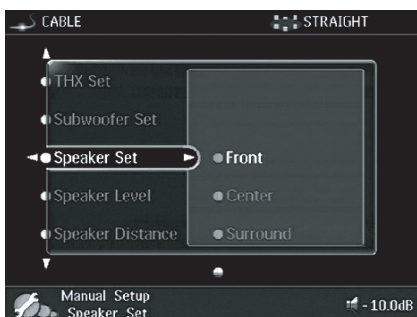 CABLE
STRAIGHT
THX Set
Subwoofer Set
Speaker Set
Front
Speaker Level
Center
Speaker Distance
Surround
Manual Setup
Speaker Set
-10.0dB